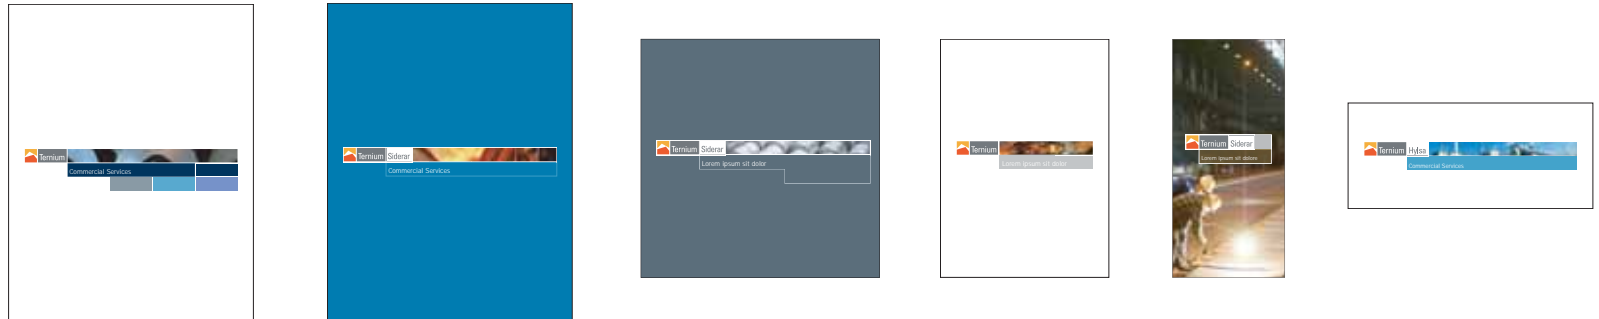 Ternium
Commercial Services
Ternium Siderar
Commercial Services
Ternium Siderar
Lorem ipsum sit dolor
Ternium
Lorem ipsum sit dolor
Ternium Siderar
Lorem ipsum sit dolore
Ternium Hylsa
Commercial Services